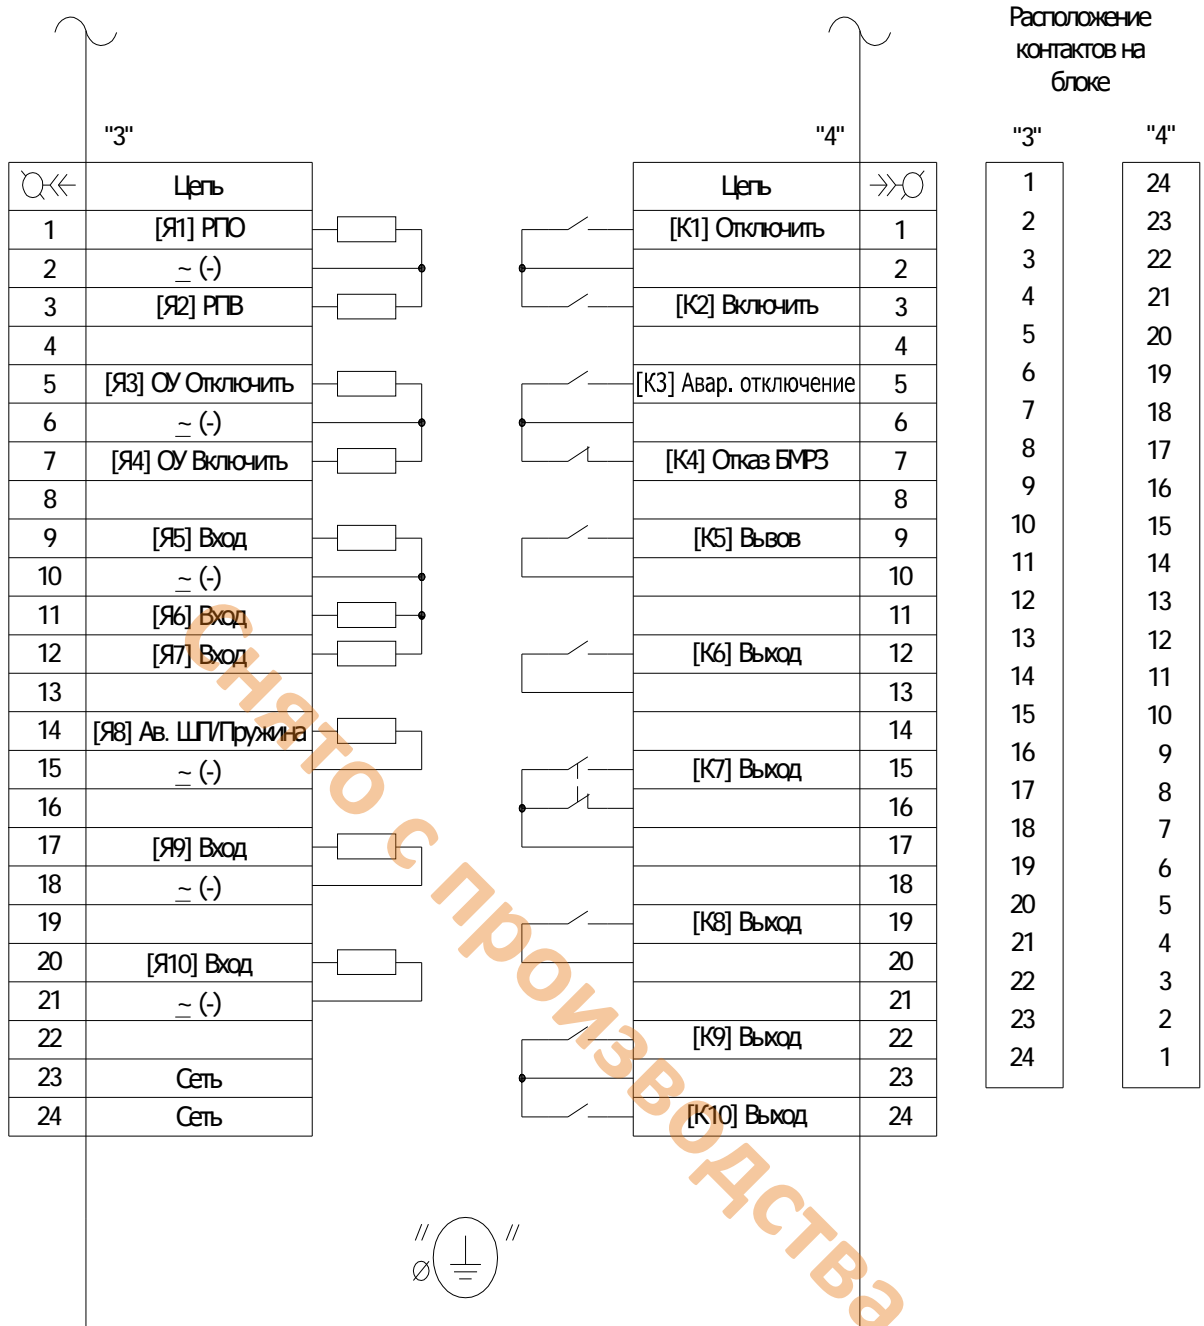 Расположение
контактов на
блоке
"3"
"4"
"3"
"4"
Цепь
1 [Я1] РПО
2 ~ (-)
3 [Я2] РПВ
4
5 [Я3] ОУ Отключить
6 ~ (-)
7 [Я4] ОУ Включить
8
9 [Я5] Вход
10 ~ (-)
11 [Я6] Вход
12 [Я7] Вход
13
14 [Я8] Ав. ШП/Пружина
15 ~ (-)
16
17 [Я9] Вход
18 ~ (-)
19
20 [Я10] Вход
21 ~ (-)
22
23 Сеть
24 Сеть
Цепь
[К1] Отключить 1
2
[К2] Включить 3
4
[К3] Авар. отключение 5
6
[К4] Отказ БМРЗ 7
8
[К5] Вызов 9
10
11
[К6] Выход 12
13
14
[К7] Выход 15
16
17
18
[К8] Выход 19
20
21
[К9] Выход 22
23
[К10] Выход 24
1 24
2 23
3 22
4 21
5 20
6 19
7 18
8 17
9 16
10 15
11 14
12 13
13 12
14 11
15 10
16 9
17 8
18 7
19 6
20 5
21 4
22 3
23 2
24 1
Снято с производства